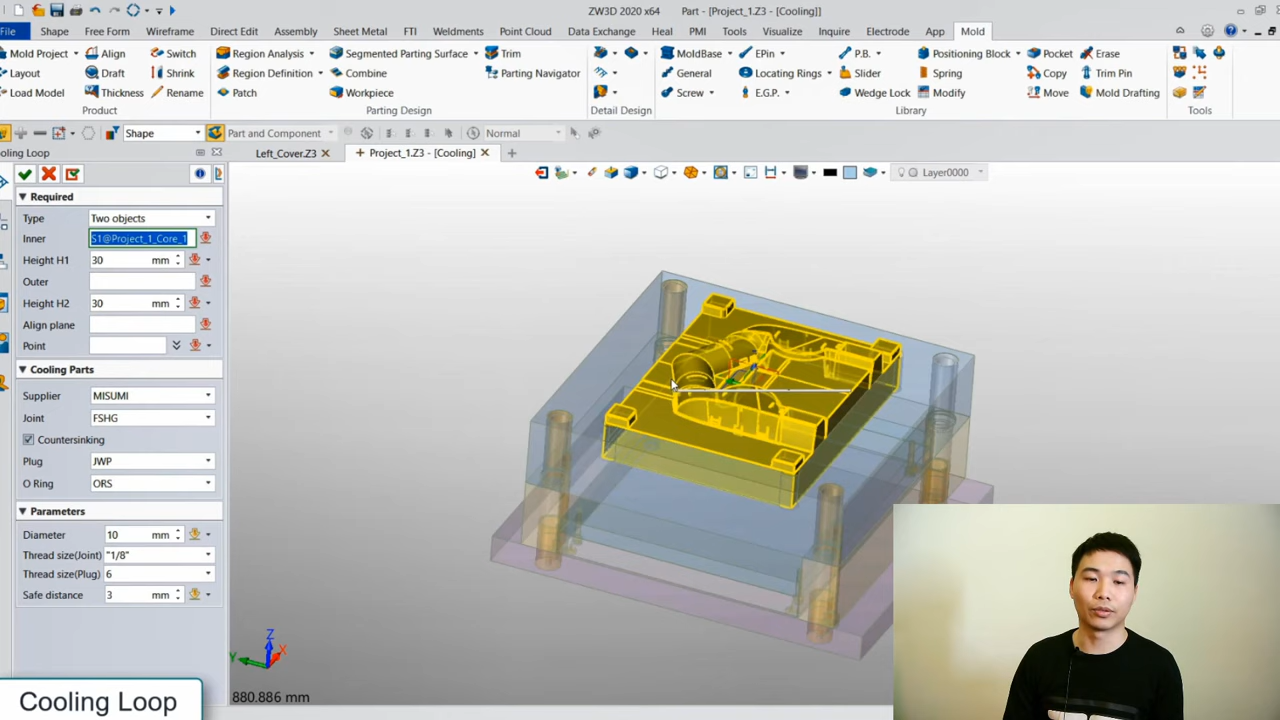 ZW3D 2020 x64 Part - [Project_1.Z3 - [Cooling]]
File Shape Free Form Wireframe Direct Edit Assembly Sheet Metal FTI Weldments Point Cloud Data Exchange Heal PMI Tools Visualize Inquire Electrode App Mold
Mold Project Align Switch Region Analysis Segmented Parting Surface Trim MoldBase EPin P.B. Positioning Block Pocket Erase
Layout Draft Shrink Region Definition Combine Parting Navigator General Locating Rings Slider Spring Copy Trim Pin
Load Model Thickness Rename Patch Workpiece Screw E.G.P. Wedge Lock Modify Move Mold Drafting
Product Parting Design Detail Design Library Tools
Shape Part and Component Normal
ooling Loop Left_Cover.Z3 Project_1.Z3 - [Cooling]
Layer0000
Required
Type Two objects
Inner S1@Project_1_Core_1
Height H1 30 mm
Outer
Height H2 30 mm
Align plane
Point
Cooling Parts
Supplier MISUMI
Joint FSHG
Countersinking
Plug JWP
O Ring ORS
Parameters
Diameter 10 mm
Thread size(Joint) "1/8"
Thread size(Plug) 6
Safe distance 3 mm
Z
Y X
880.886 mm
Cooling Loop